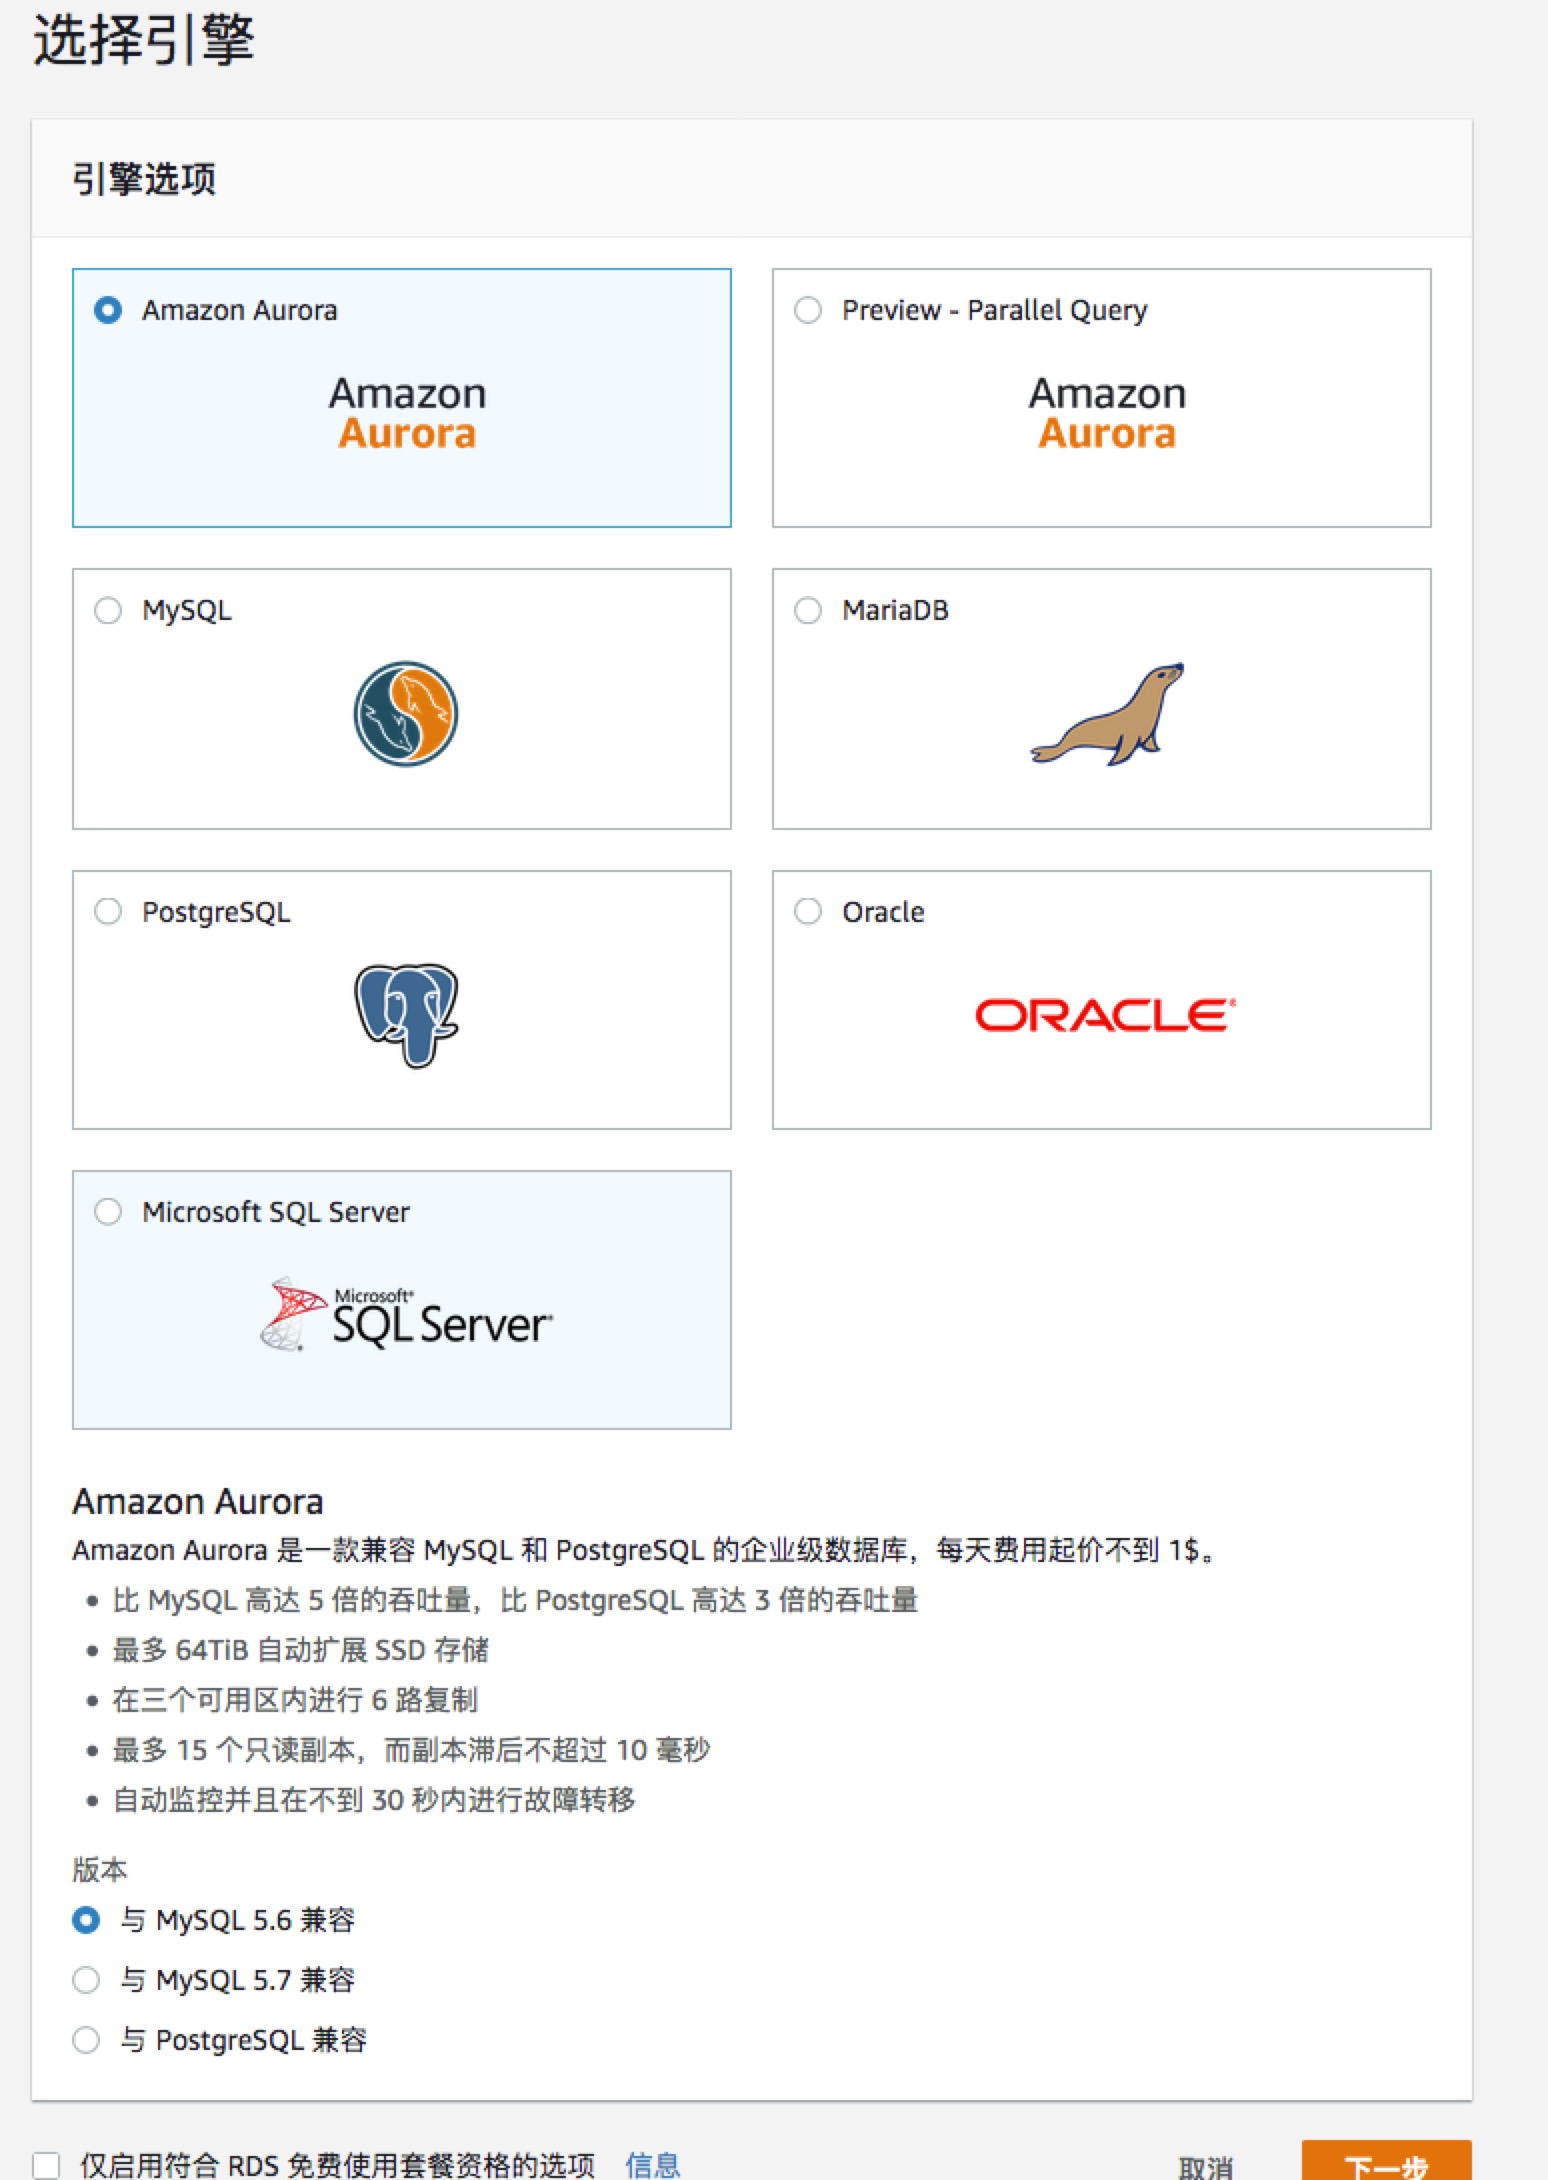 选择引擎
引擎选项
Amazon Aurora
Amazon
Aurora
Preview - Parallel Query
Amazon
Aurora
MySQL
MariaDB
PostgreSQL
Oracle
ORACLE®
Microsoft SQL Server
Microsoft®
SQL Server®
Amazon Aurora
Amazon Aurora 是一款兼容 MySQL 和 PostgreSQL 的企业级数据库，每天费用起价不到 1$。
• 比 MySQL 高达 5 倍的吞吐量，比 PostgreSQL 高达 3 倍的吞吐量
• 最多 64TiB 自动扩展 SSD 存储
• 在三个可用区内进行 6 路复制
• 最多 15 个只读副本，而副本滞后不超过 10 毫秒
• 自动监控并且在不到 30 秒内进行故障转移
版本
与 MySQL 5.6 兼容
与 MySQL 5.7 兼容
与 PostgreSQL 兼容
仅启用符合 RDS 免费使用套餐资格的选项 信息
取消
下一步